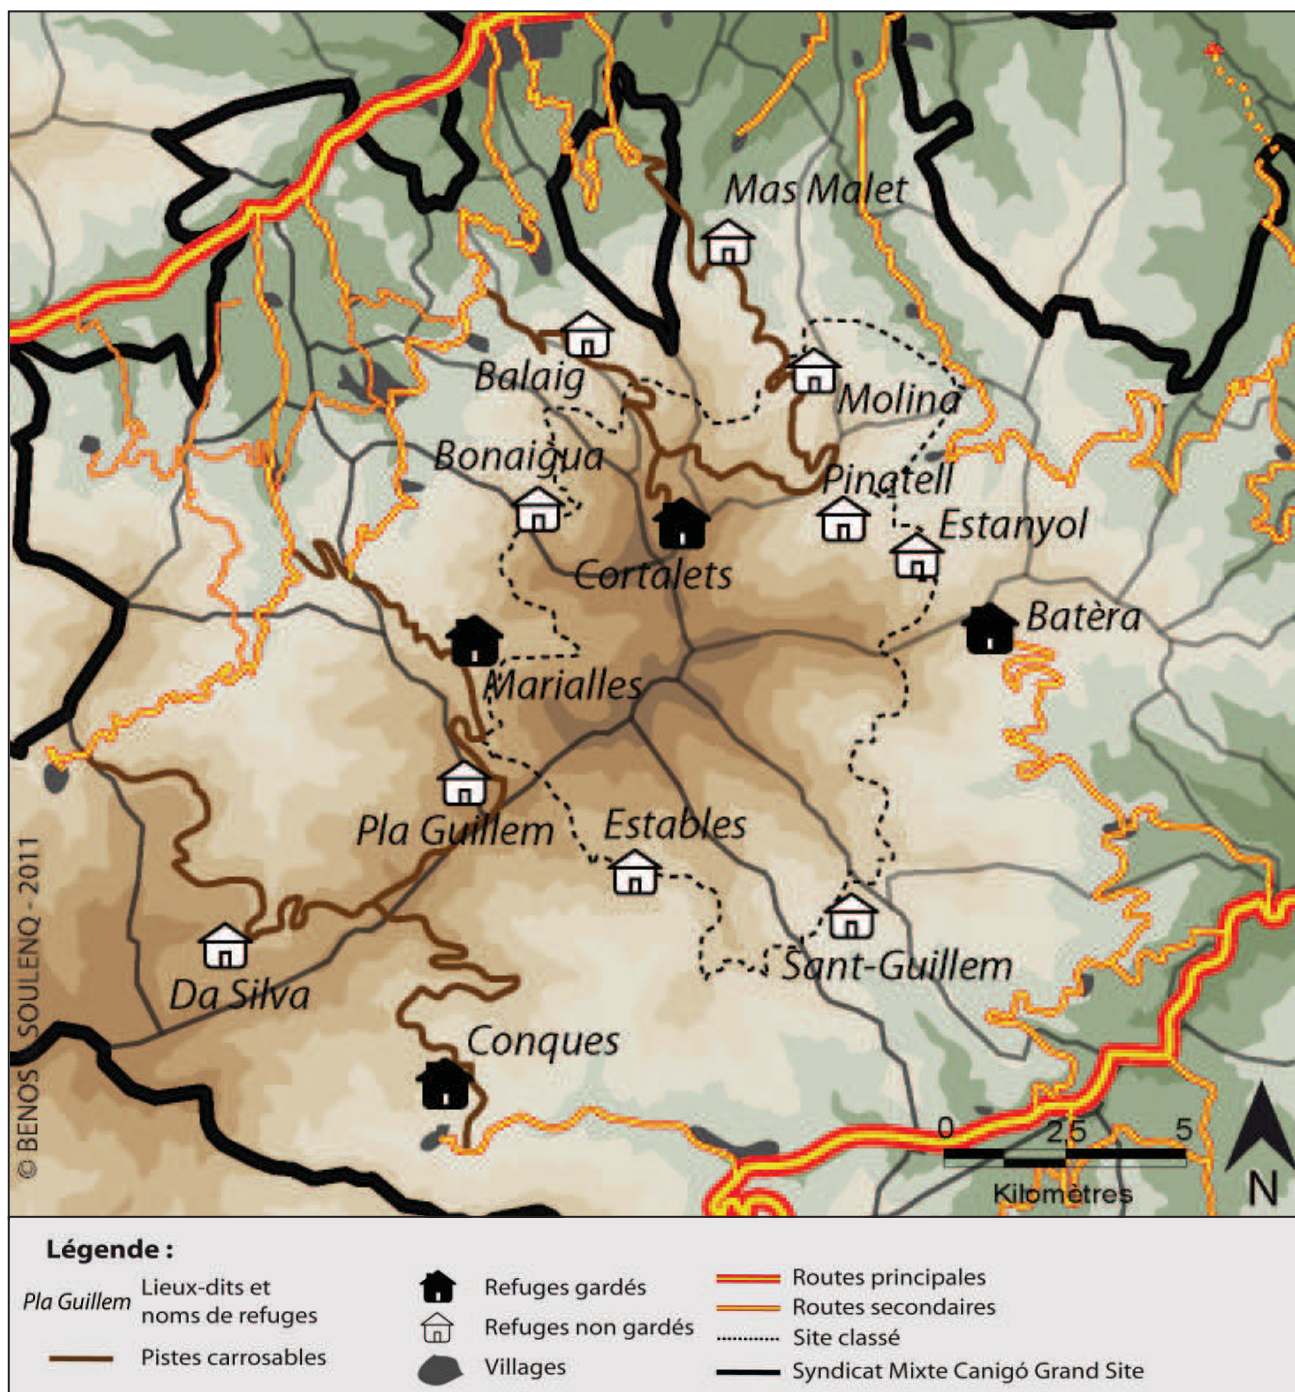 Mas Malet
Balaig
Molina
Bonaigua
Pinatell
Estanyol
Cortalets
Batèra
Marialles
Pla Guillem
Estables
Sant-Guillem
Da Silva
Conques
© BENOS / SOULENQ - 2011
0 2,5 5
Kilomètres
N
Légende :
Pla Guillem
Lieux-dits et
noms de refuges
Pistes carrosables
Refuges gardés
Refuges non gardés
Villages
Routes principales
Routes secondaires
Site classé
Syndicat Mixte Canigó Grand Site